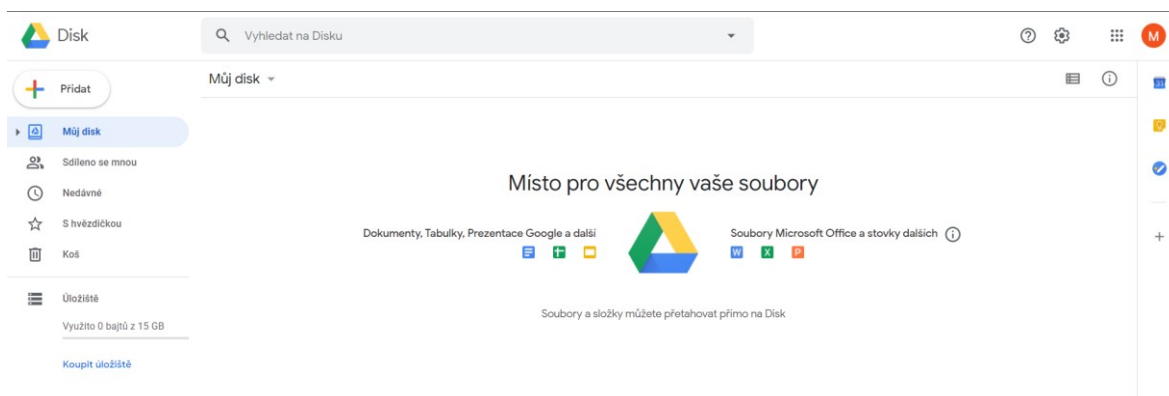 Disk
Vyhledat na Disku
M
Přidat
Můj disk
31
Můj disk
Sdíleno se mnou
Nedávné
S hvězdičkou
Koš
Úložiště
Využito 0 bajtů z 15 GB
Koupit úložiště
Místo pro všechny vaše soubory
Dokumenty, Tabulky, Prezentace Google a další
Soubory Microsoft Office a stovky dalších
W X P
Soubory a složky můžete přetahovat přímo na Disk